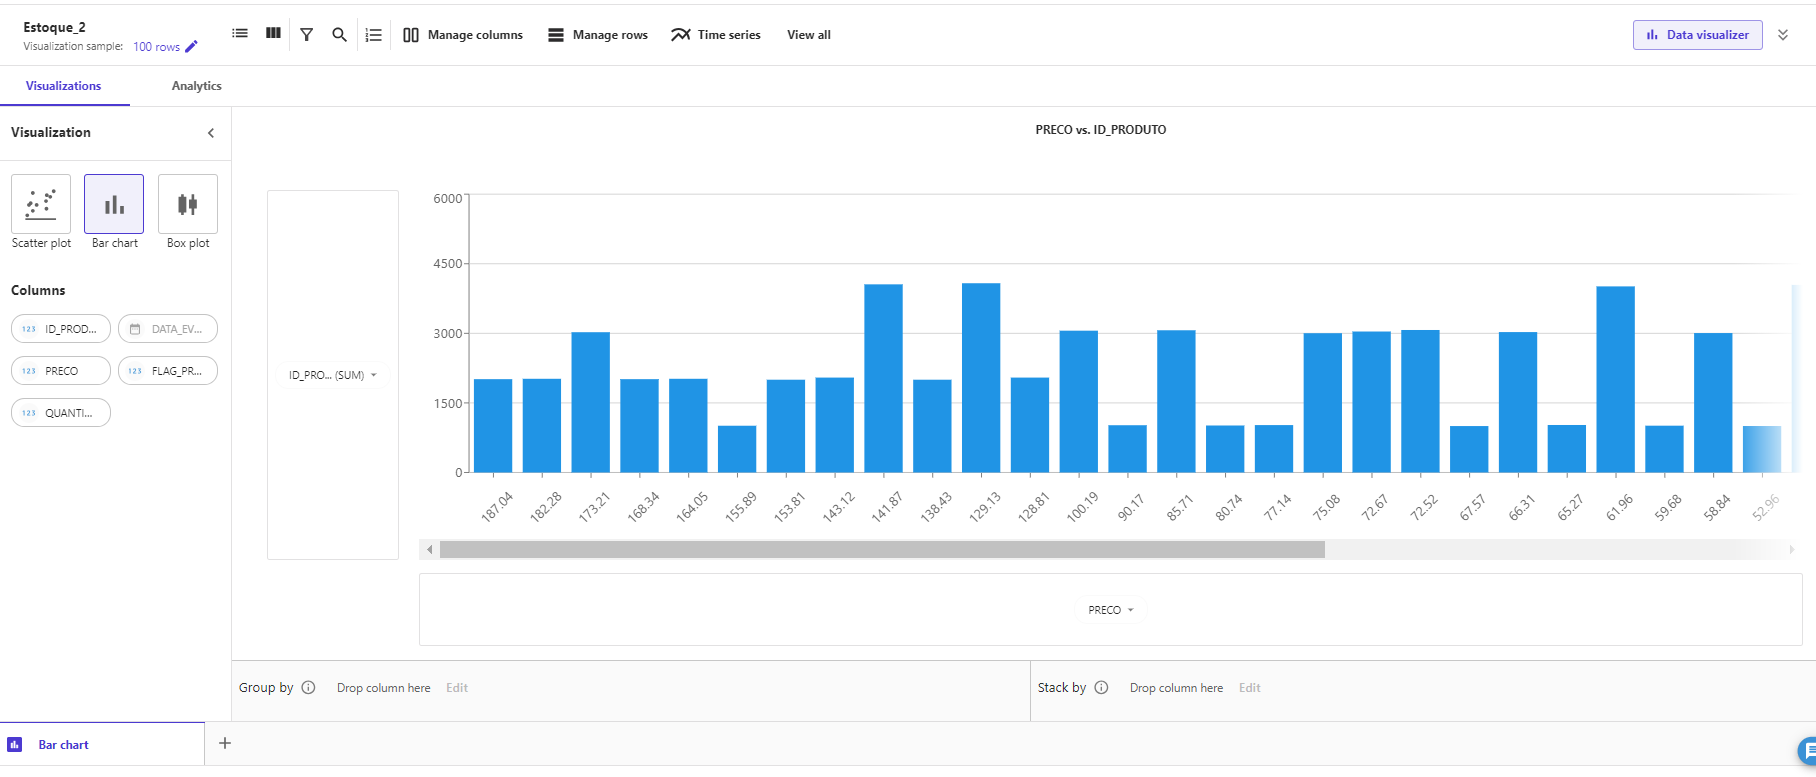 Estoque_2
Visualization sample: 100 rows
Manage columns
Manage rows
Time series
View all
Data visualizer
Visualizations
Analytics
Visualization
Scatter plot
Bar chart
Box plot
Columns
123 ID_PROD...
DATA_EV...
123 PRECO
123 FLAG_PR...
123 QUANTI...
PRECO vs. ID_PRODUTO
ID_PRO... (SUM)
6000
4500
3000
1500
0
187.04 182.28 173.21 168.34 164.05 155.89 153.81 143.12 141.87 138.43 129.13 128.81 100.19 90.17 85.71 80.74 77.14 75.08 72.67 72.52 67.57 66.31 65.27 61.96 59.68 58.84 52.96
PRECO
Group by
Drop column here
Edit
Stack by
Drop column here
Edit
Bar chart